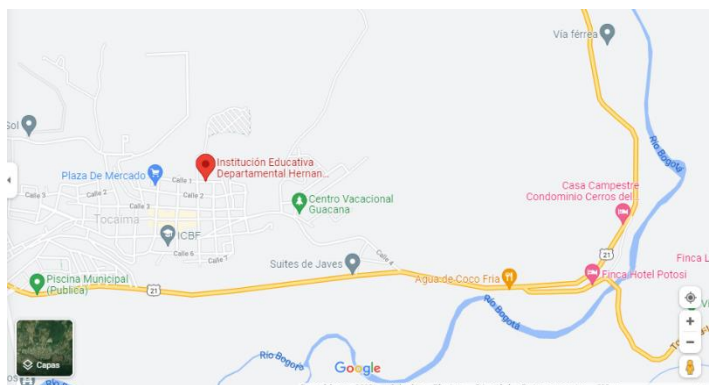 Vía férrea
Sol
Institución Educativa
Departamental Hernan...
Plaza De Mercado
Calle 1
Calle 2
Calle 5
Calle 3
Tocaima
Centro Vacacional
Guacana
ICBF
Calle 6
Calle 7
Calle 4
Suites de Javes
Piscina Municipal
(Publica)
21
Agua de Coco Fria
Río Bogotá
Casa Campestre
Condominio Cerros del...
21
Finca Hotel Potosi
Finca L
Río Bogotá
Río Bogotá
Capas
Google